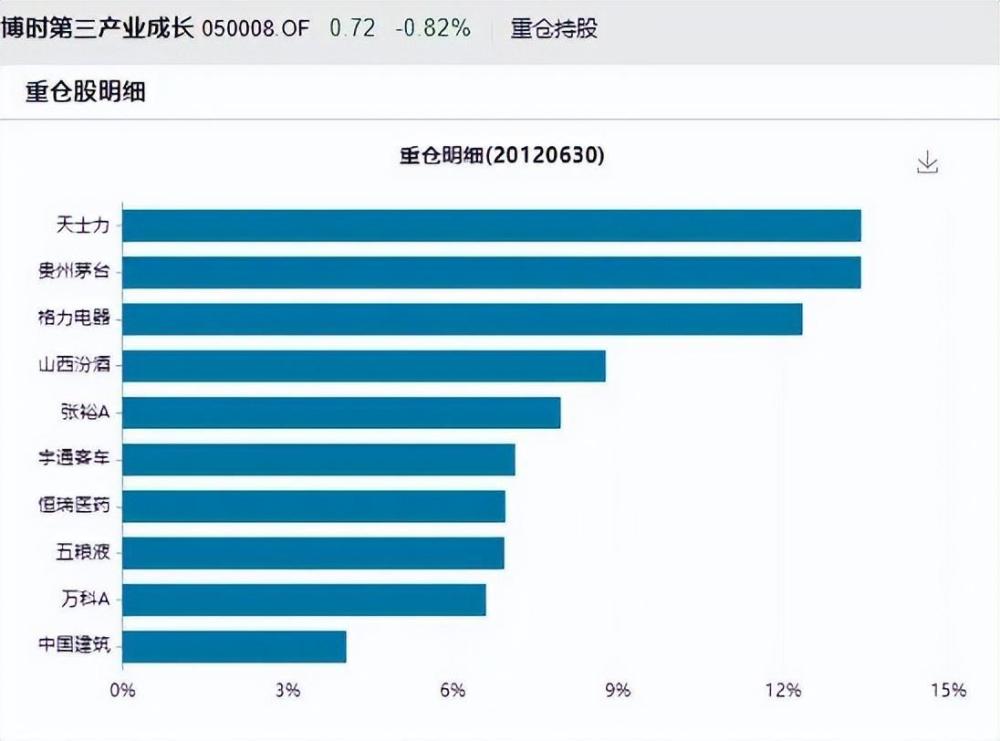 博时第三产业成长 050008.OF 0.72 -0.82% 重仓持股
重仓股明细
重仓明细(20120630)
天士力
贵州茅台
格力电器
山西汾酒
张裕A
宇通客车
恒瑞医药
五粮液
万科A
中国建筑
0% 3% 6% 9% 12% 15%